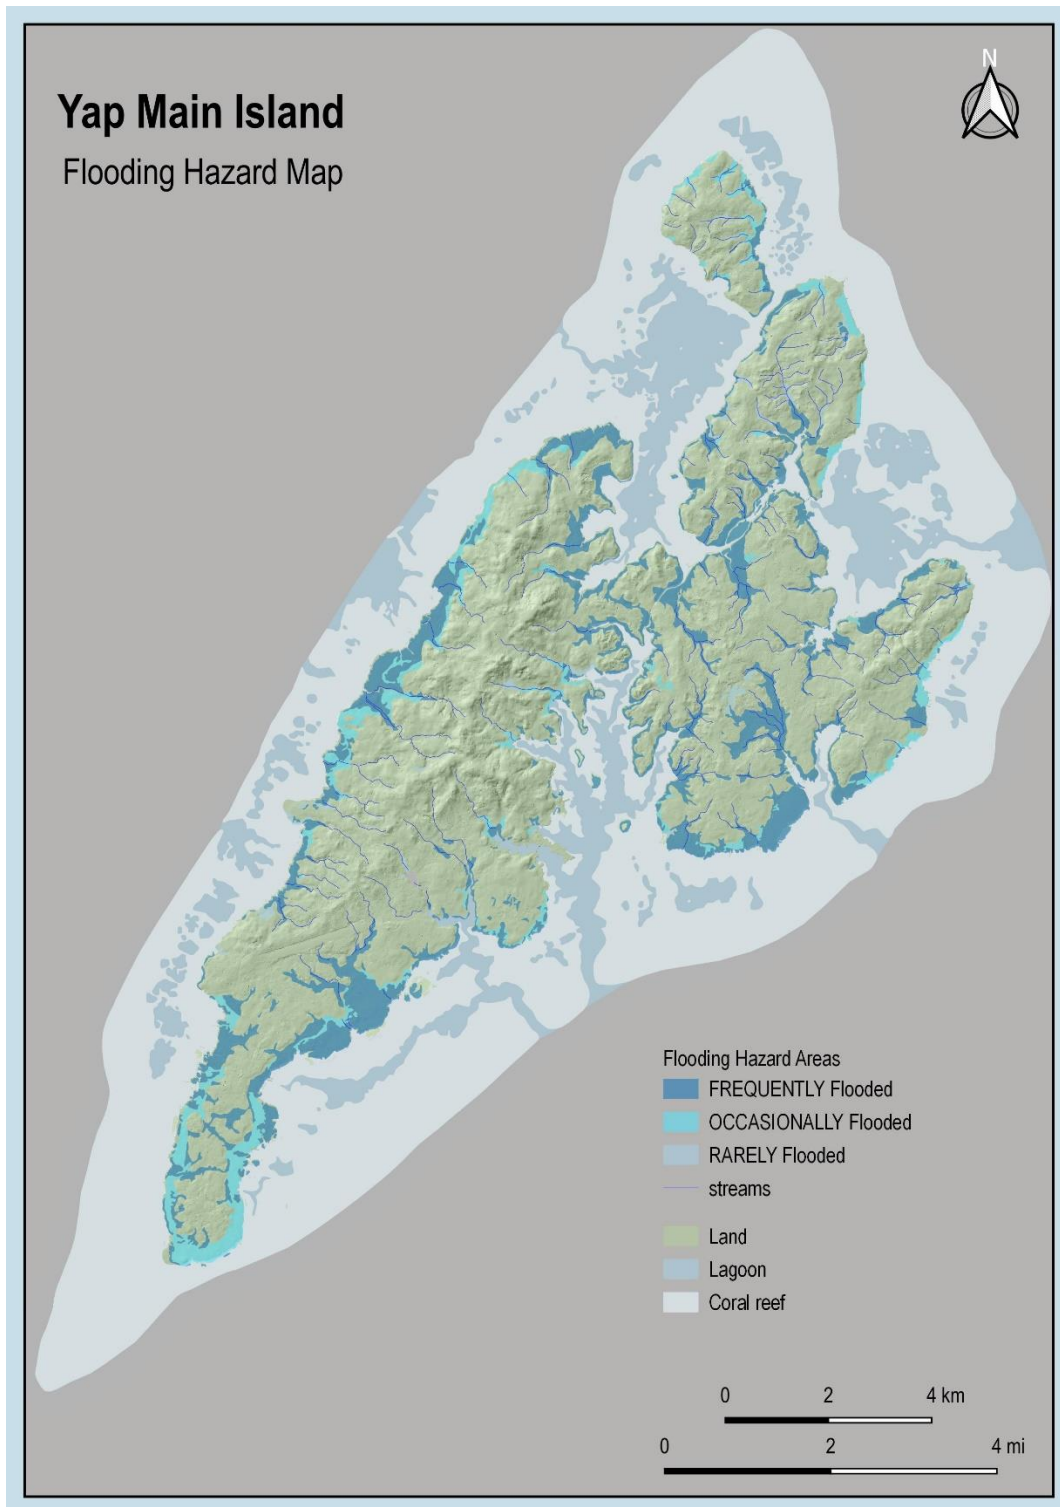 Yap Main Island
Flooding Hazard Map
N
Flooding Hazard Areas
FREQUENTLY Flooded
OCCASIONALLY Flooded
RARELY Flooded
streams
Land
Lagoon
Coral reef
0 2 4 km
0 2 4 mi